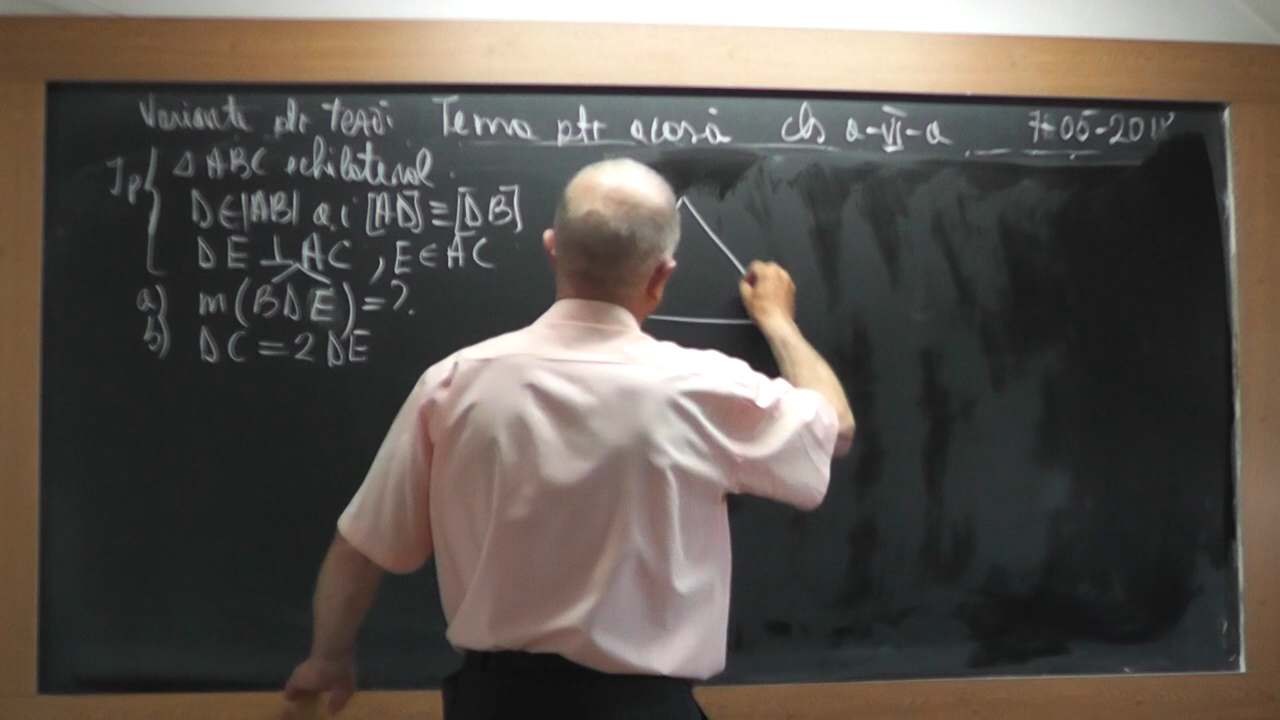 Variante ptr teză: Tema ptr acasă cls a-VI-a 7-05-2018
Ip { △ABC echilateral.
D∈|AB| a.i [AD]≡[DB]
DE⊥AC, E∈AC
a) m(BDE)=?
b) DC=2DE